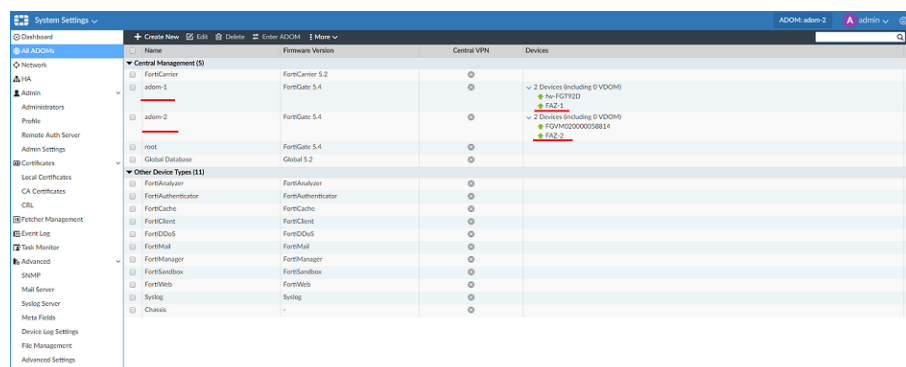 System Settings
ADOM: adom-2
A admin
Dashboard
All ADOMs
Network
HA
Admin
Administrators
Profile
Remote Auth Server
Admin Settings
Certificates
Local Certificates
CA Certificates
CRL
Fetcher Management
Event Log
Task Monitor
Advanced
SNMP
Mail Server
Syslog Server
Meta Fields
Device Log Settings
File Management
Advanced Settings
+ Create New Edit Delete Enter ADOM More
Name Firmware Version Central VPN Devices
Central Management (5)
FortiCarrier FortiCarrier 5.2
adom-1 FortiGate 5.4 2 Devices (including 0 VDOM)
fw-FGT92D
FAZ-1
adom-2 FortiGate 5.4 2 Devices (including 0 VDOM)
FGVM020000058814
FAZ-2
root FortiGate 5.4
Global Database Global 5.2
Other Device Types (11)
FortiAnalyzer FortiAnalyzer
FortiAuthenticator FortiAuthenticator
FortiCache FortiCache
FortiClient FortiClient
FortiDDoS FortiDDoS
FortiMail FortiMail
FortiManager FortiManager
FortiSandbox FortiSandbox
FortiWeb FortiWeb
Syslog Syslog
Chassis -